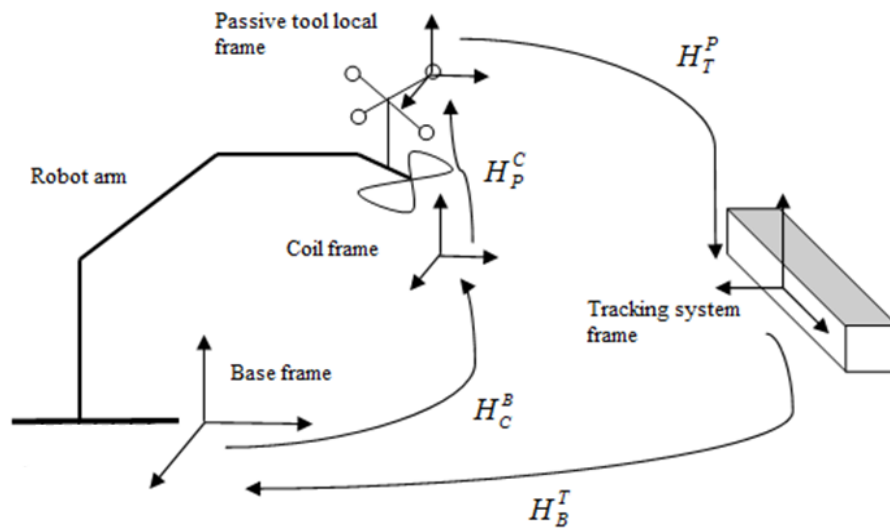 Passive tool local
frame
H_T^P
Robot arm
H_P^C
Coil frame
Tracking system
frame
Base frame
H_C^B
H_B^T